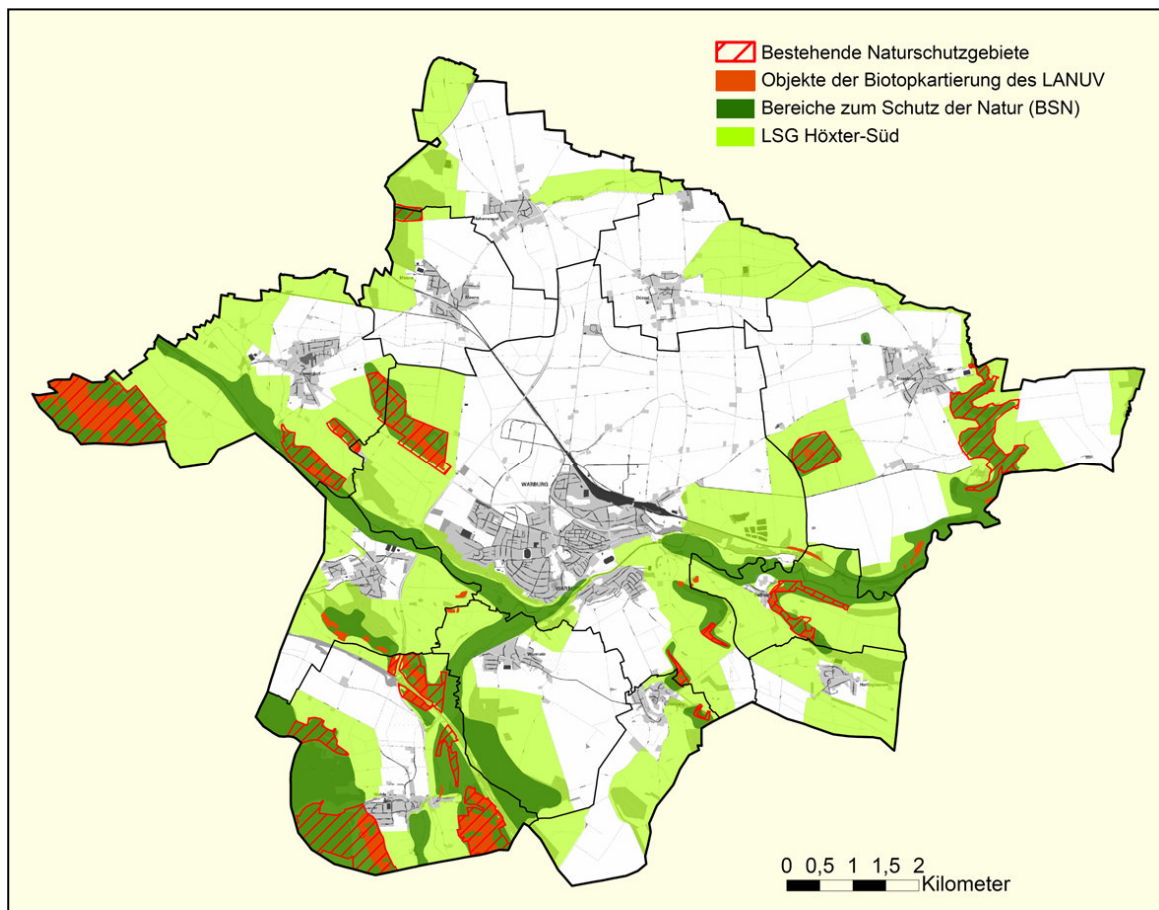 Bestehende Naturschutzgebiete
Objekte der Biotopkartierung des LANUV
Bereiche zum Schutz der Natur (BSN)
LSG Höxter-Süd
WARBURG
0 0,5 1 1,5 2
Kilometer